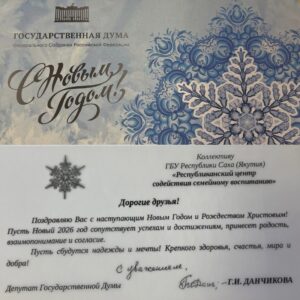 ГОСУДАРСТВЕННАЯ ДУМА
Федерального Собрания Российской Федерации
С Новым
Годом!
Коллективу
ГБУ Республики Саха (Якутия)
«Республиканский центр
содействия семейному воспитанию»
Дорогие друзья!
Поздравляю Вас с наступающим Новым Годом и Рождеством Христовым!
Пусть Новый 2026 год сопутствует успехам и достижениям, принесет радость,
взаимопонимание и согласие.
Пусть сбудутся надежды и мечты! Крепкого здоровья, счастья, мира и
добра!
С уважением,
Депутат Государственной Думы
Г.И. ДАНЧИКОВА